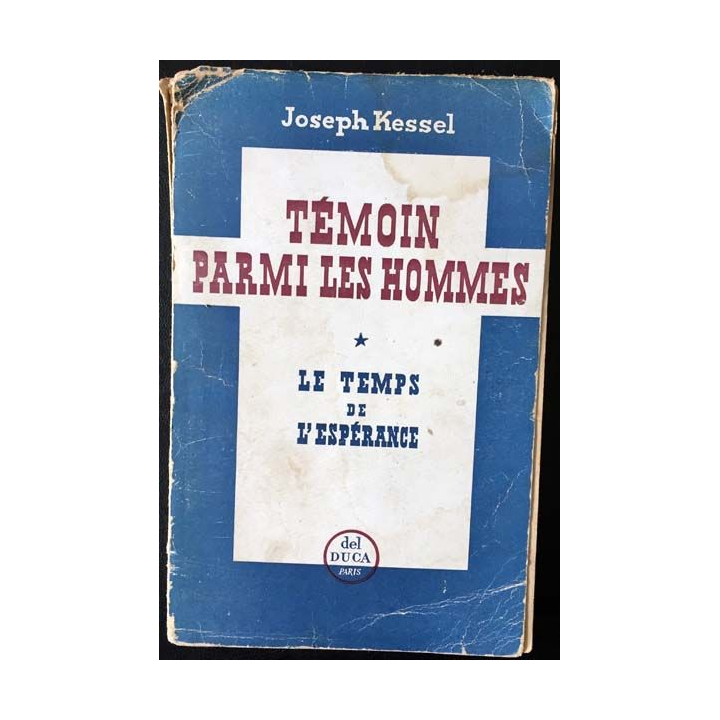 Joseph Kessel
TÉMOIN
PARMI LES HOMMES
★
LE TEMPS
DE
L'ESPÉRANCE
del
DUCA
PARIS